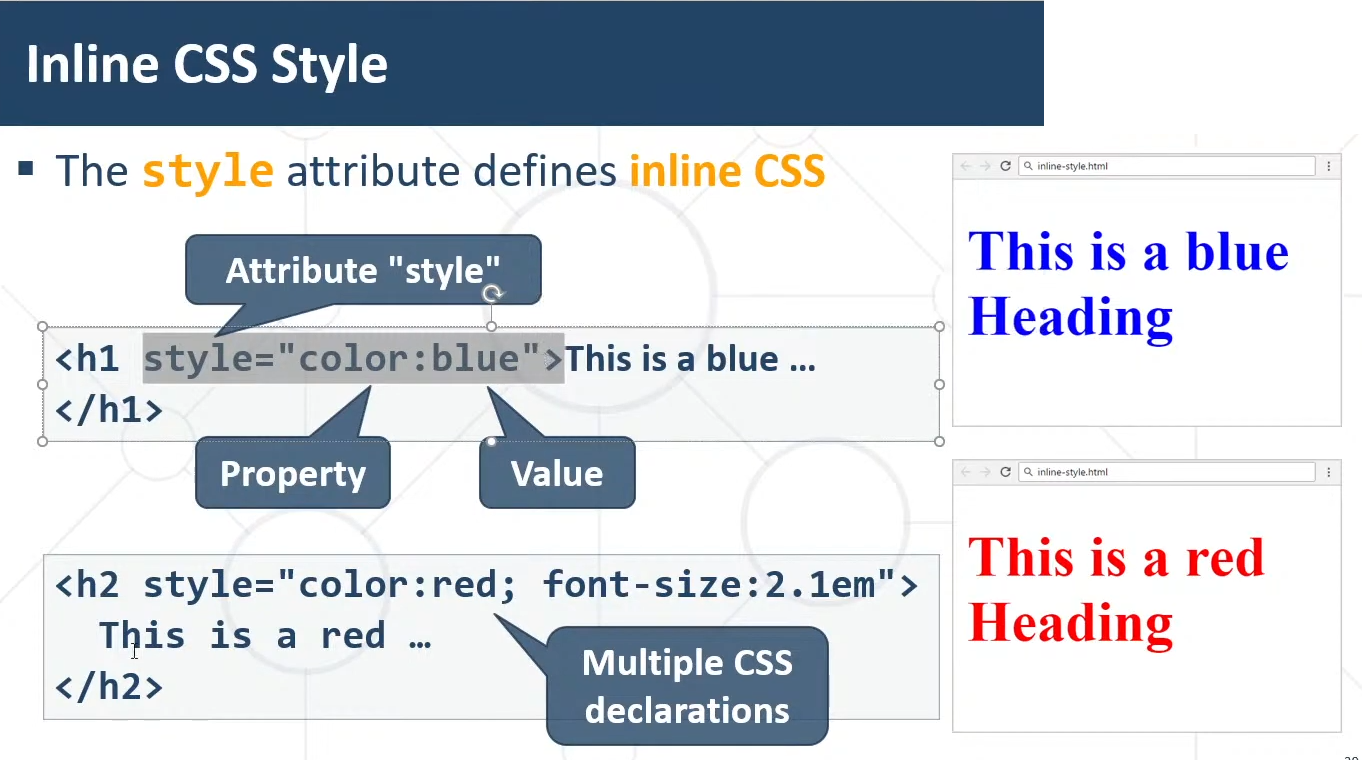 Inline CSS Style
▪ The style attribute defines inline CSS
Attribute "style"
<h1 style="color:blue">This is a blue …
</h1>
Property
Value
<h2 style="color:red; font-size:2.1em">
This is a red …
</h2>
Multiple CSS
declarations
inline-style.html
This is a blue
Heading
inline-style.html
This is a red
Heading